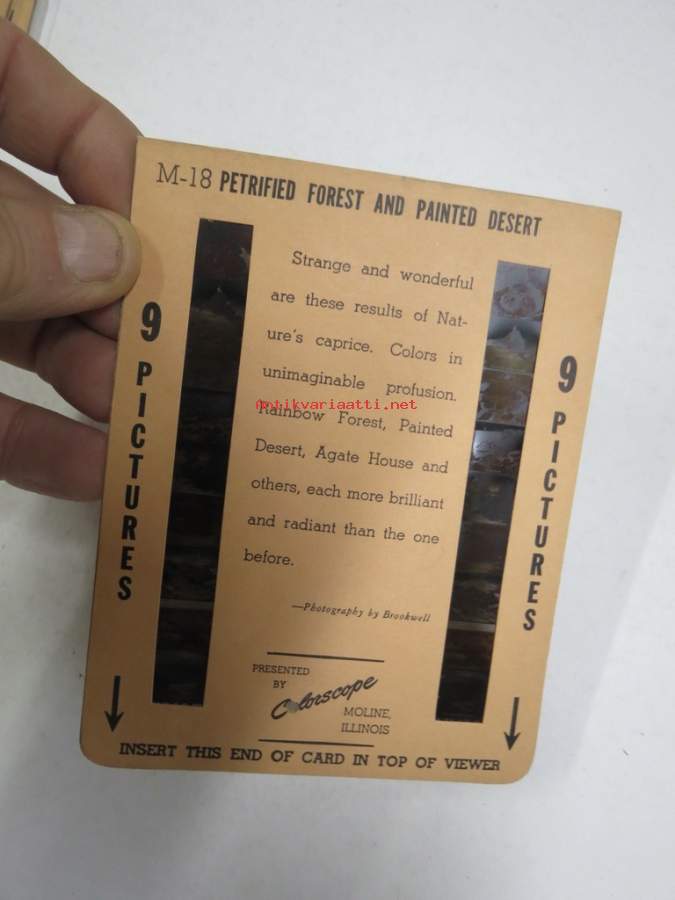 M-18 PETRIFIED FOREST AND PAINTED DESERT
9 PICTURES
Strange and wonderful
are these results of Nat-
ure's caprice. Colors in
unimaginable profusion.
antikvariaatti.net
Rainbow Forest, Painted
Desert, Agate House and
others, each more brilliant
and radiant than the one
before.
—Photography by Brookwell
PRESENTED
BY
Colorscope
MOLINE,
ILLINOIS
9 PICTURES
INSERT THIS END OF CARD IN TOP OF VIEWER